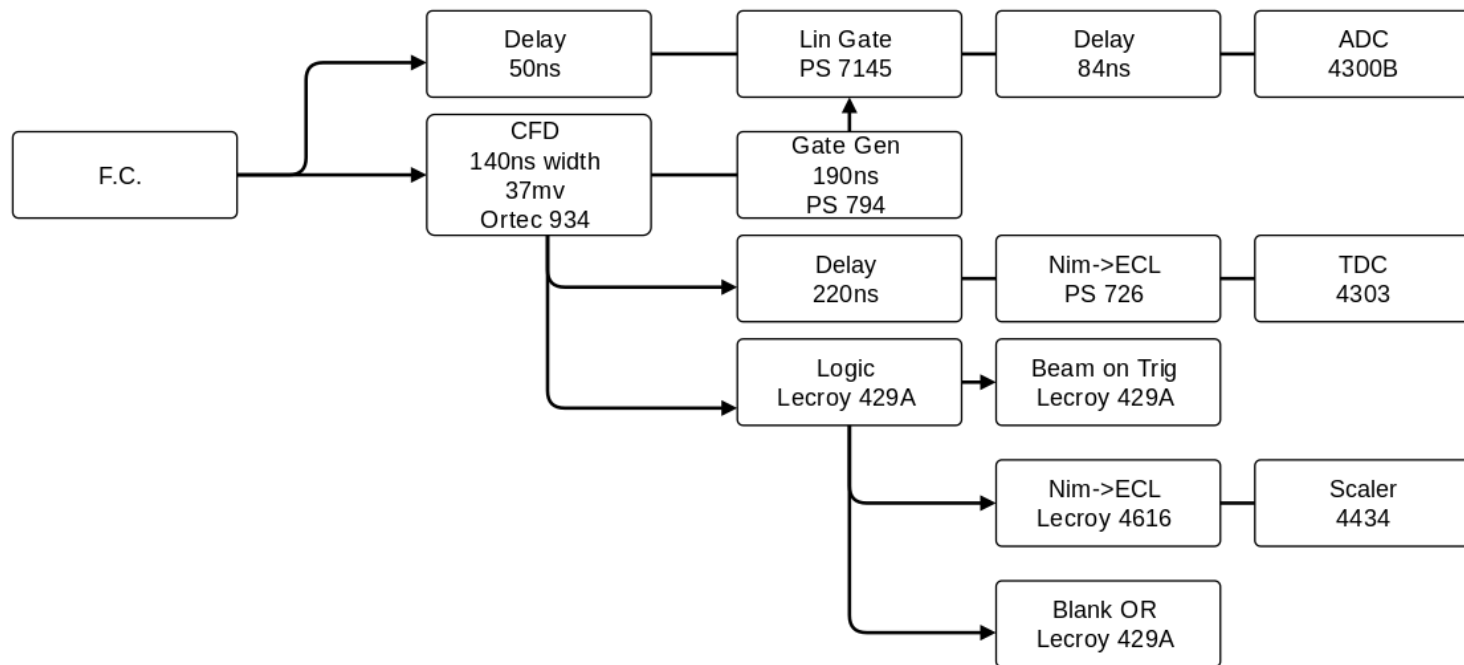 Delay
50ns
Lin Gate
PS 7145
Delay
84ns
ADC
4300B
F.C.
CFD
140ns width
37mv
Ortec 934
Gate Gen
190ns
PS 794
Delay
220ns
Nim->ECL
PS 726
TDC
4303
Logic
Lecroy 429A
Beam on Trig
Lecroy 429A
Nim->ECL
Lecroy 4616
Scaler
4434
Blank OR
Lecroy 429A